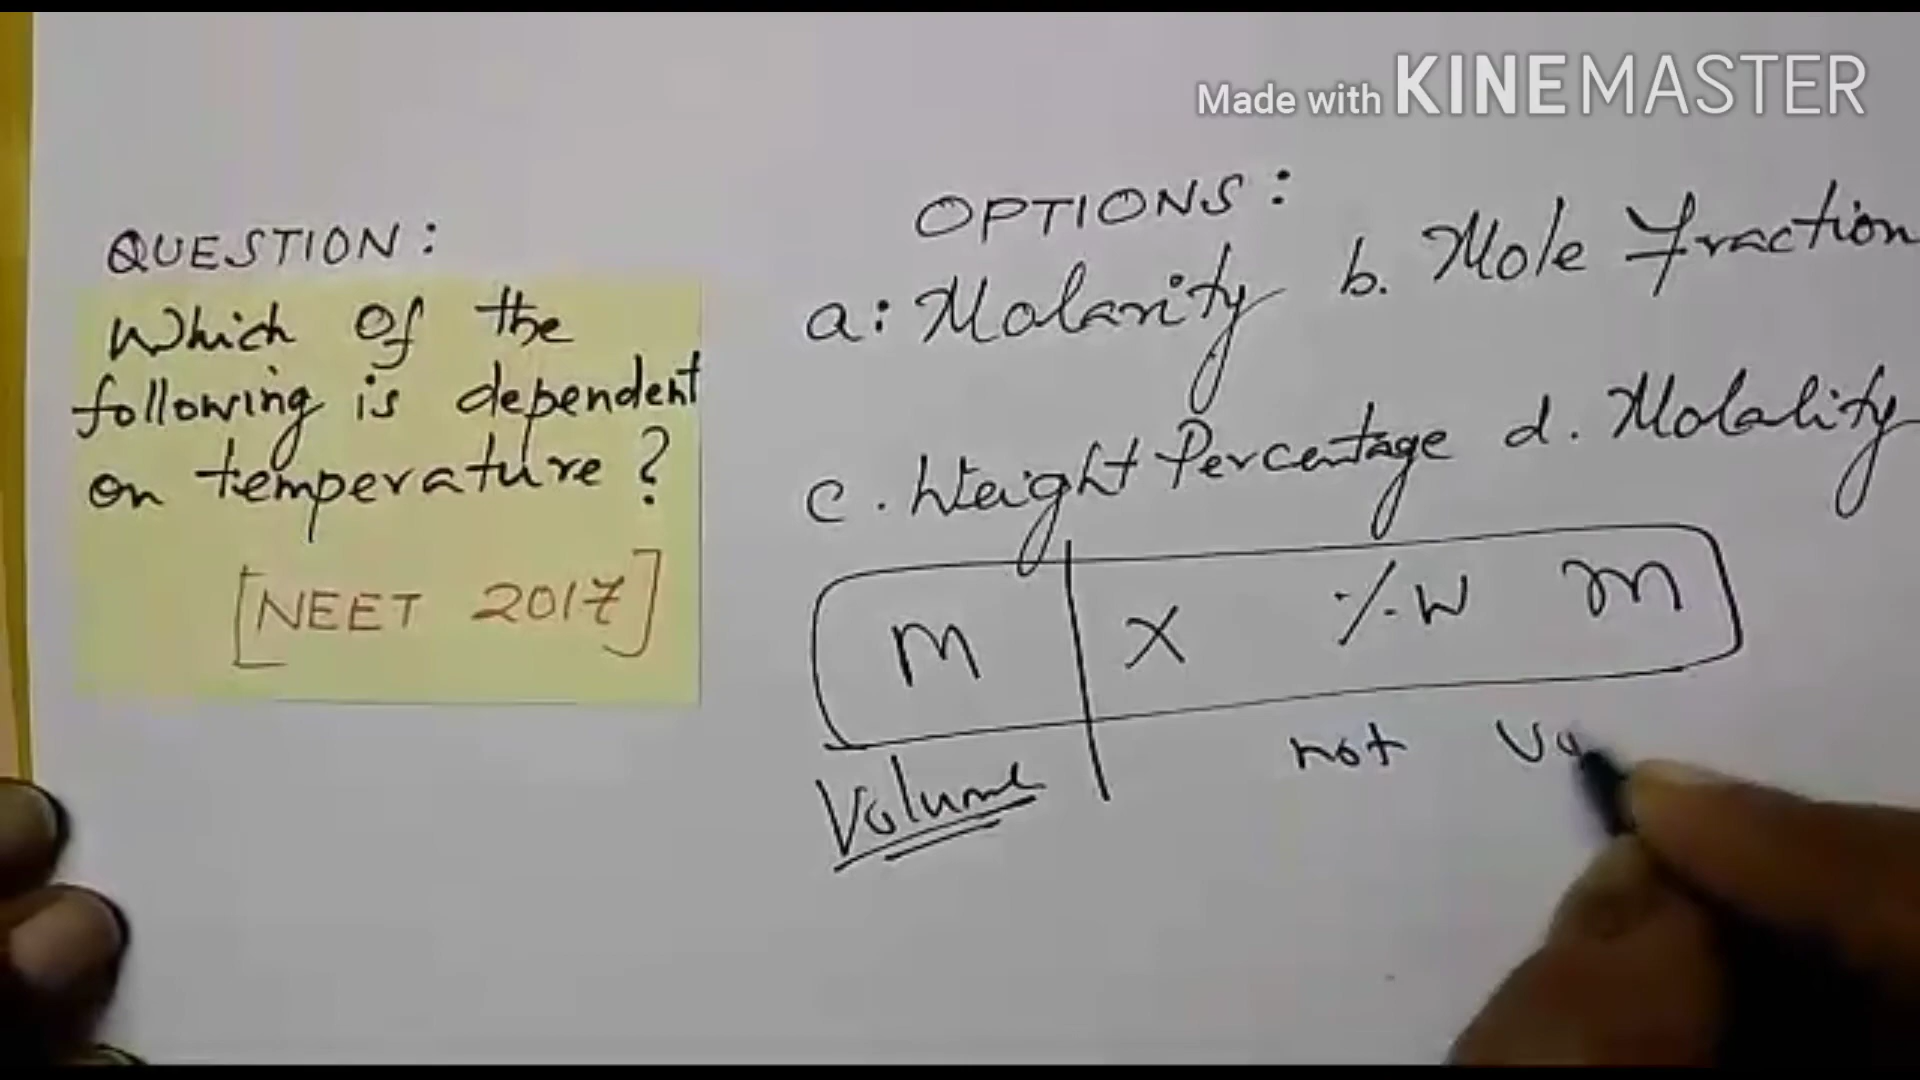 Made with KINEMASTER
QUESTION:
Which of the
following is dependent
on temperature?
[NEET 2017]
OPTIONS:
a: Molarity b. Mole Fraction
c. Weight Percentage d. Molality
M X %W m
Volume
not Vo